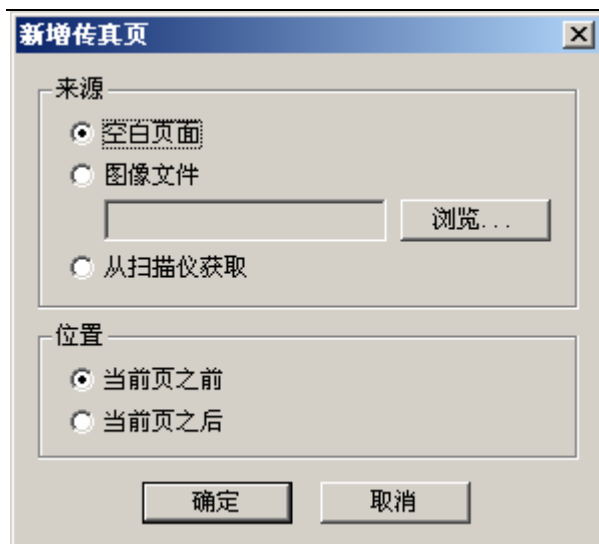 新增传真页
来源
空白页面
图像文件
浏览...
从扫描仪获取
位置
当前页之前
当前页之后
确定 取消